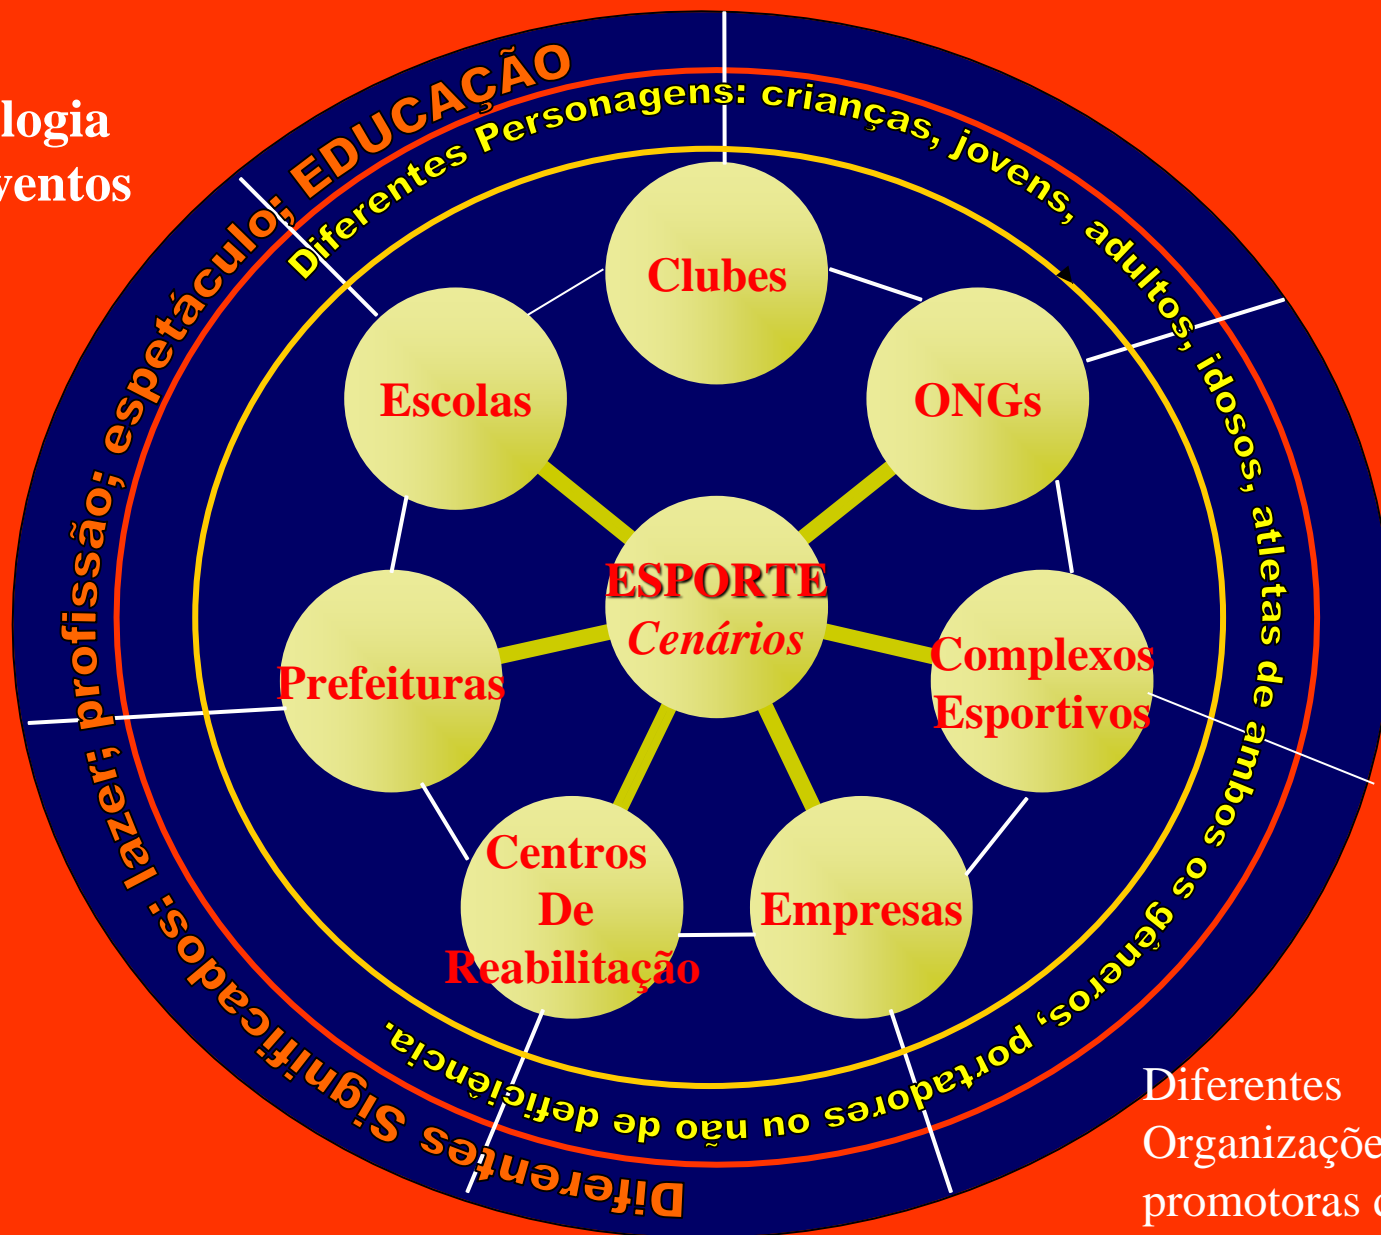 logia
ventos
Diferentes Significados: lazer; profissão; espetáculo; EDUCAÇÃO
Diferentes Personagens: crianças, jovens, adultos, idosos, atletas de ambos os gêneros, portadores ou não de deficiência.
Clubes
Escolas
ONGs
ESPORTE
Cenários
Prefeituras
Complexos
Esportivos
Centros
De
Reabilitação
Empresas
Diferentes
Organizaçõe
promotoras d